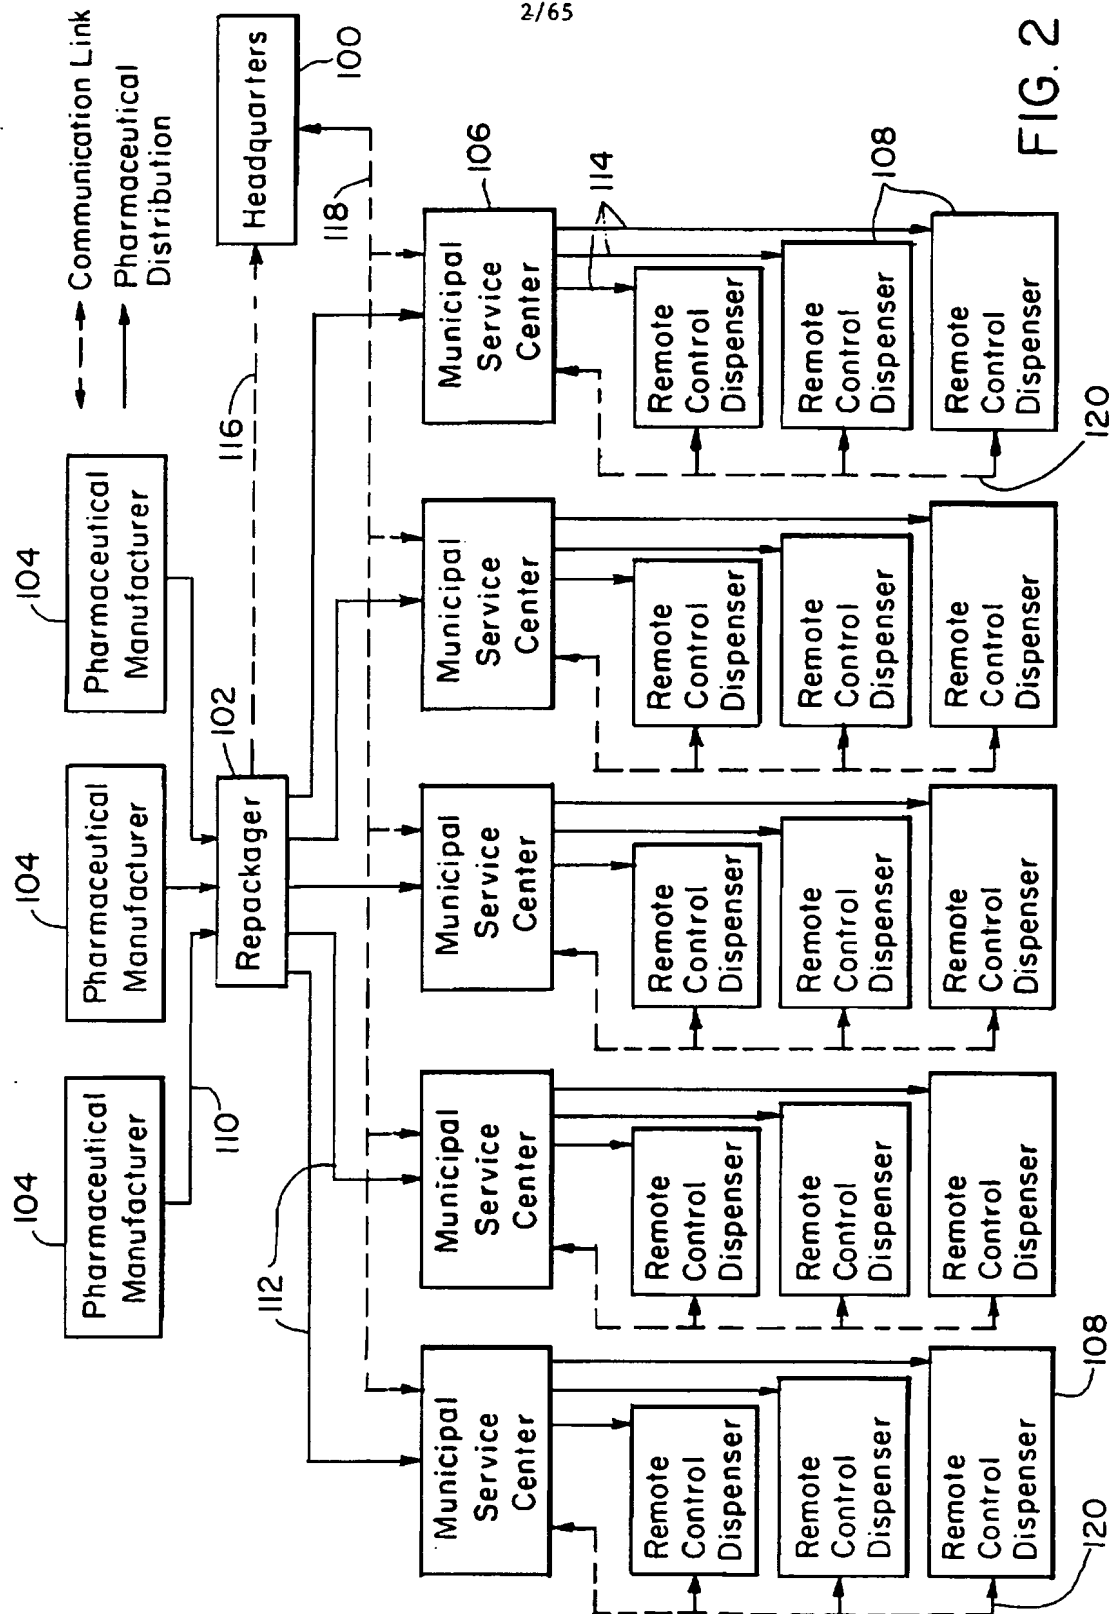 2/65
Communication Link
Pharmaceutical
Distribution
104
Pharmaceutical
Manufacturer
104
Pharmaceutical
Manufacturer
104
Pharmaceutical
Manufacturer
110
Repackager
102
116
Headquarters
100
112
118
Municipal
Service
Center
Municipal
Service
Center
Municipal
Service
Center
Municipal
Service
Center
Municipal
Service
Center
106
114
Remote
Control
Dispenser
Remote
Control
Dispenser
Remote
Control
Dispenser
Remote
Control
Dispenser
Remote
Control
Dispenser
Remote
Control
Dispenser
Remote
Control
Dispenser
Remote
Control
Dispenser
Remote
Control
Dispenser
Remote
Control
Dispenser
108
Remote
Control
Dispenser
Remote
Control
Dispenser
Remote
Control
Dispenser
Remote
Control
Dispenser
Remote
Control
Dispenser
120
108
120
FIG. 2